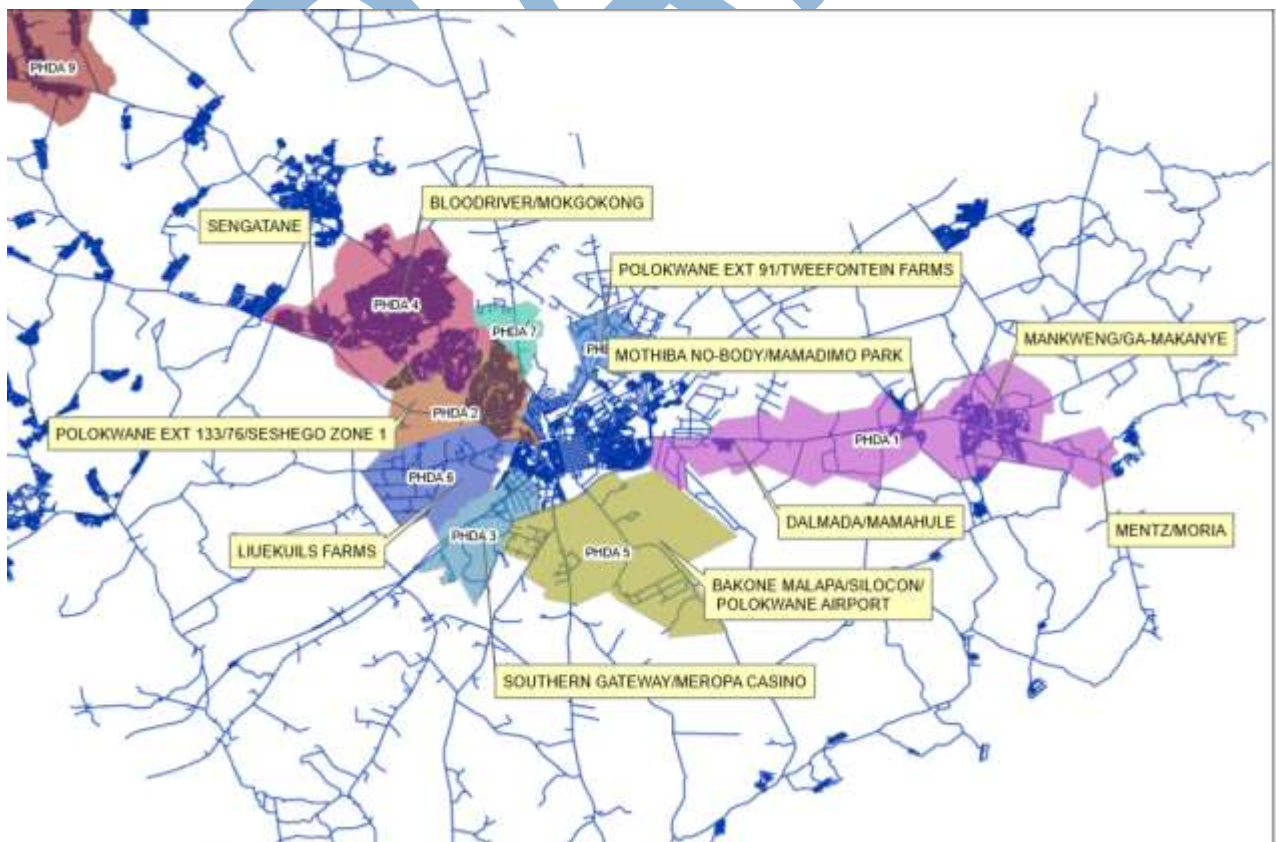 PHDA 9
BLOODRIVER/MOKGOKONG
SENGATANE
POLOKWANE EXT 91/TWEEFONTEIN FARMS
PHDA 4
PHDA 7
MOTHIBA NO-BODY/MAMADIMO PARK
MANKWENG/GA-MAKANYE
PHDA 2
POLOKWANE EXT 133/76/SESHEGO ZONE 1
PHDA 1
PHDA 6
DALMADA/MAMAHULE
MENTZ/MORIA
LIUEKUILS FARMS
PHDA 3
PHDA 5
BAKONE MALAPA/SILOCON/
POLOKWANE AIRPORT
SOUTHERN GATEWAY/MEROPA CASINO